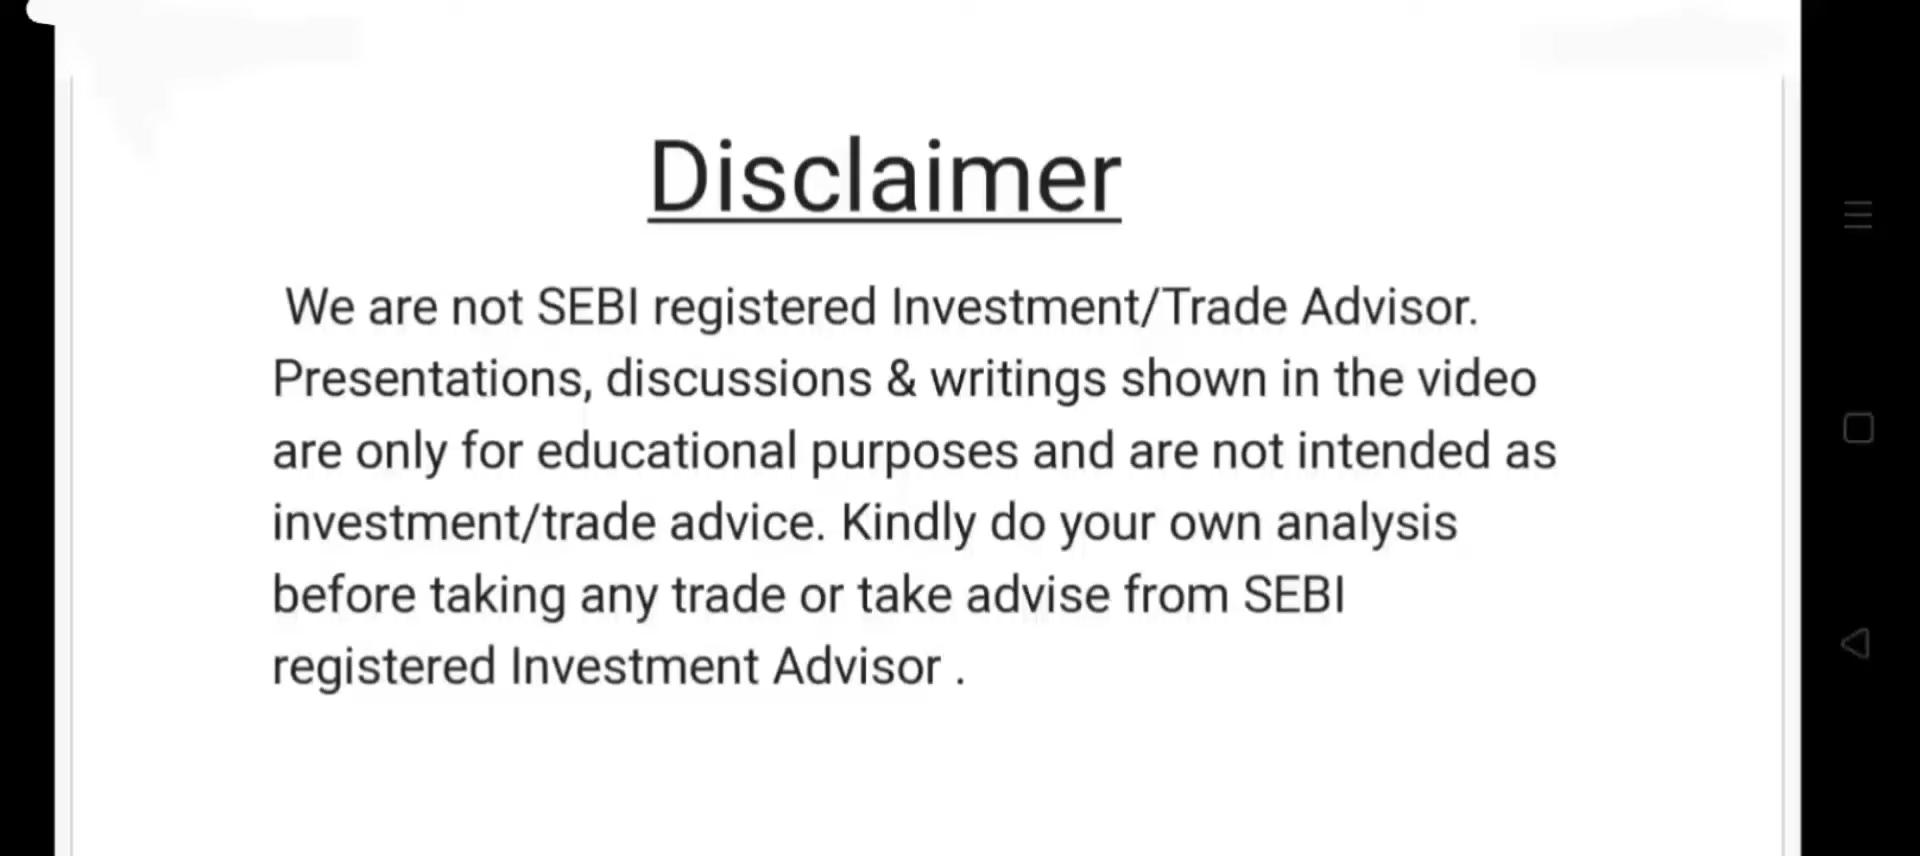 Disclaimer
We are not SEBI registered Investment/Trade Advisor.
Presentations, discussions & writings shown in the video
are only for educational purposes and are not intended as
investment/trade advice. Kindly do your own analysis
before taking any trade or take advise from SEBI
registered Investment Advisor .